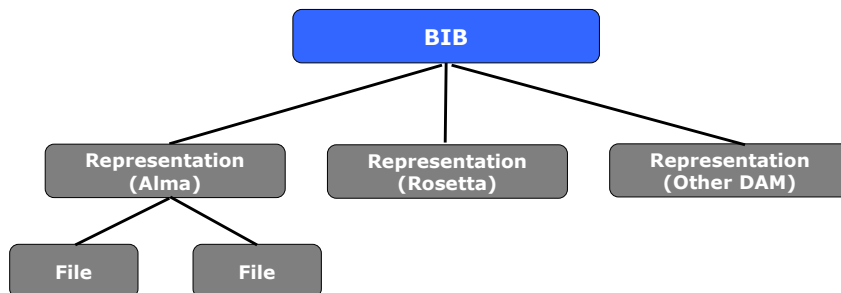 BIB
Representation
(Alma)
Representation
(Rosetta)
Representation
(Other DAM)
File
File